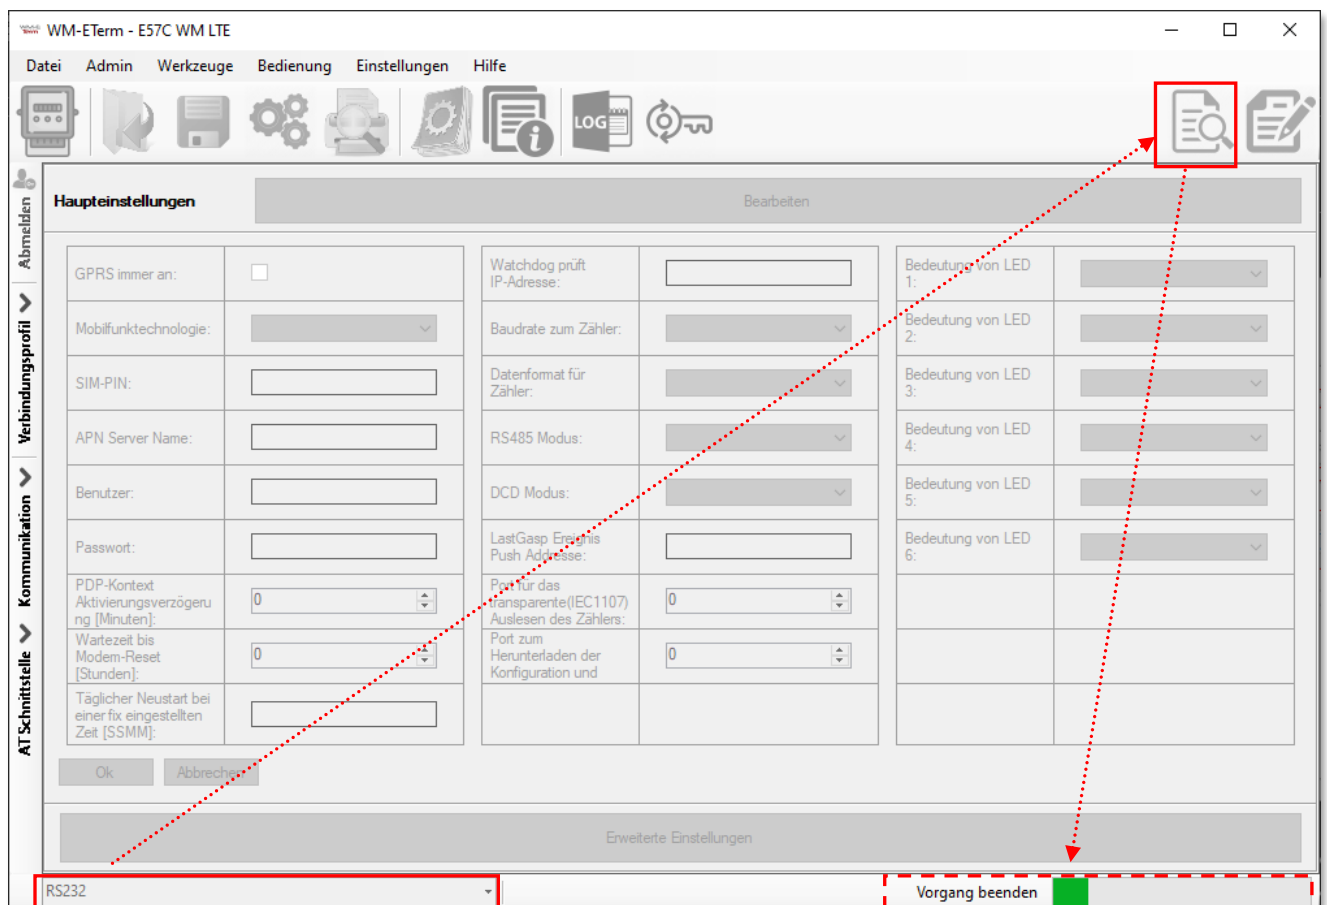 WM-ETerm - E57C WM LTE
Datei Admin Werkzeuge Bedienung Einstellungen Hilfe
LOG
Abmelden
Verbindungsprofil
Kommunikation
AT Schnittstelle
Haupteinstellungen
Bearbeiten
GPRS immer an:
Mobilfunktechnologie:
SIM-PIN:
APN Server Name:
Benutzer:
Passwort:
PDP-Kontext
Aktivierungsverzögeru
ng [Minuten]:
0
Wartezeit bis
Modem-Reset
[Stunden]:
0
Täglicher Neustart bei
einer fix eingestellten
Zeit [SSMM]:
Watchdog prüft
IP-Adresse:
Baudrate zum Zähler:
Datenformat für
Zähler:
RS485 Modus:
DCD Modus:
LastGasp Ereignis
Push Addresse:
Port für das
transparente(IEC1107)
Auslesen des Zählers:
0
Port zum
Herunterladen der
Konfiguration und
0
Bedeutung von LED
1:
Bedeutung von LED
2:
Bedeutung von LED
3:
Bedeutung von LED
4:
Bedeutung von LED
5:
Bedeutung von LED
6:
Ok
Abbrechen
Erweiterte Einstellungen
RS232
Vorgang beenden